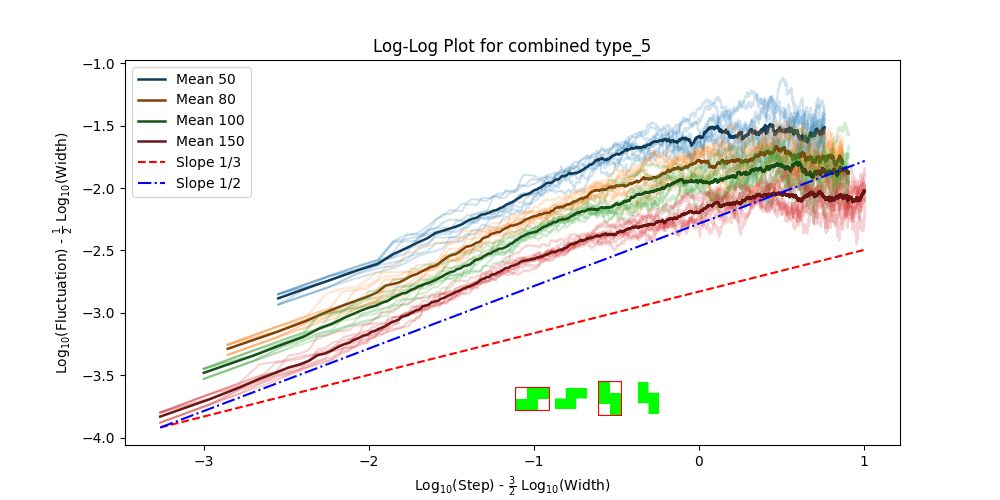 Log-Log Plot for combined type_5
Mean 50
Mean 80
Mean 100
Mean 150
Slope 1/3
Slope 1/2
−1.0
−1.5
−2.0
−2.5
−3.0
−3.5
−4.0
Log₁₀(Fluctuation) - 1/2 Log₁₀(Width)
−3 −2 −1 0 1
Log₁₀(Step) - 3/2 Log₁₀(Width)